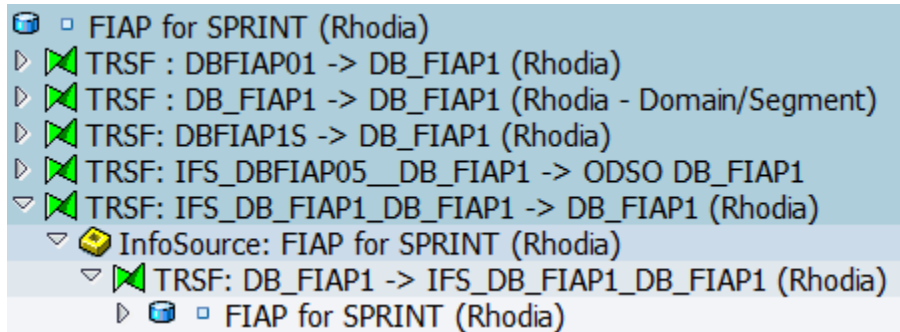 FIAP for SPRINT (Rhodia)
TRSF : DBFIAP01 -> DB_FIAP1 (Rhodia)
TRSF : DB_FIAP1 -> DB_FIAP1 (Rhodia - Domain/Segment)
TRSF: DBFIAP1S -> DB_FIAP1 (Rhodia)
TRSF: IFS_DBFIAP05__DB_FIAP1 -> ODSO DB_FIAP1
TRSF: IFS_DB_FIAP1_DB_FIAP1 -> DB_FIAP1 (Rhodia)
InfoSource: FIAP for SPRINT (Rhodia)
TRSF: DB_FIAP1 -> IFS_DB_FIAP1_DB_FIAP1 (Rhodia)
FIAP for SPRINT (Rhodia)